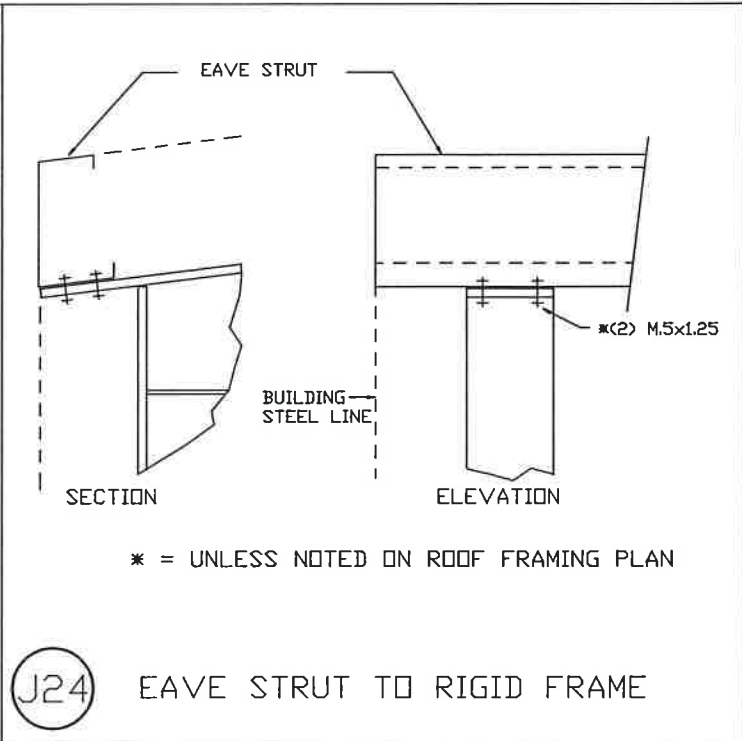 EAVE STRUT
*(2) M.5x1.25
BUILDING
STEEL LINE
SECTION
ELEVATION
* = UNLESS NOTED ON ROOF FRAMING PLAN
J24
EAVE STRUT TO RIGID FRAME